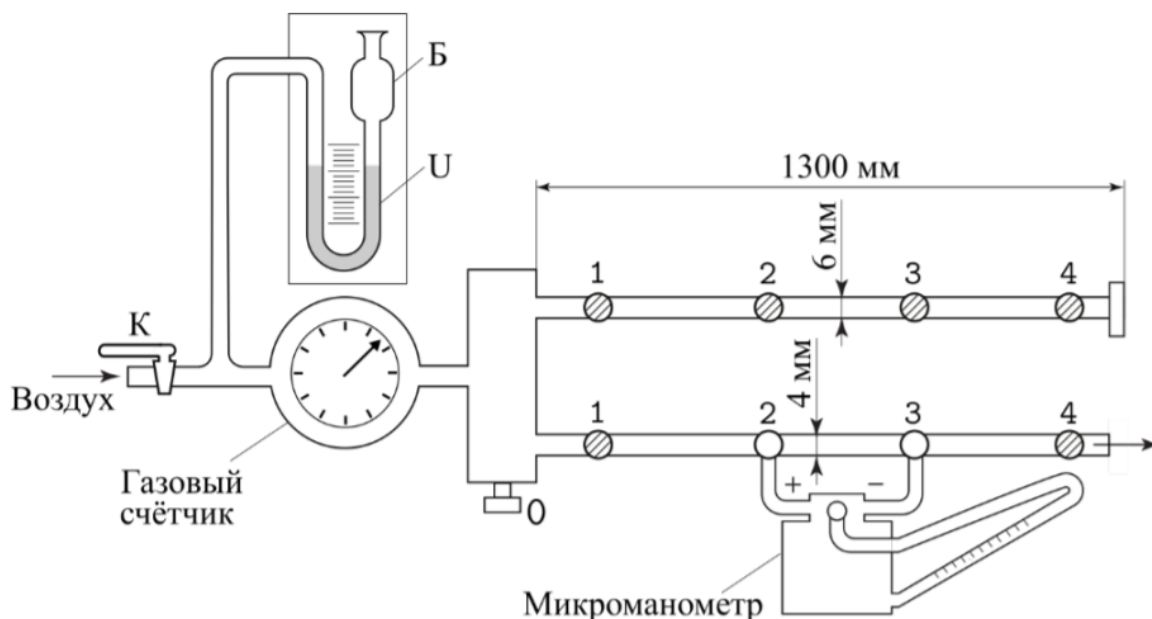 Б
U
1300 мм
1 2 6 мм 3 4
К
Воздух
1 2 4 мм 3 4
Газовый
счётчик
0
+ −
Микроманометр